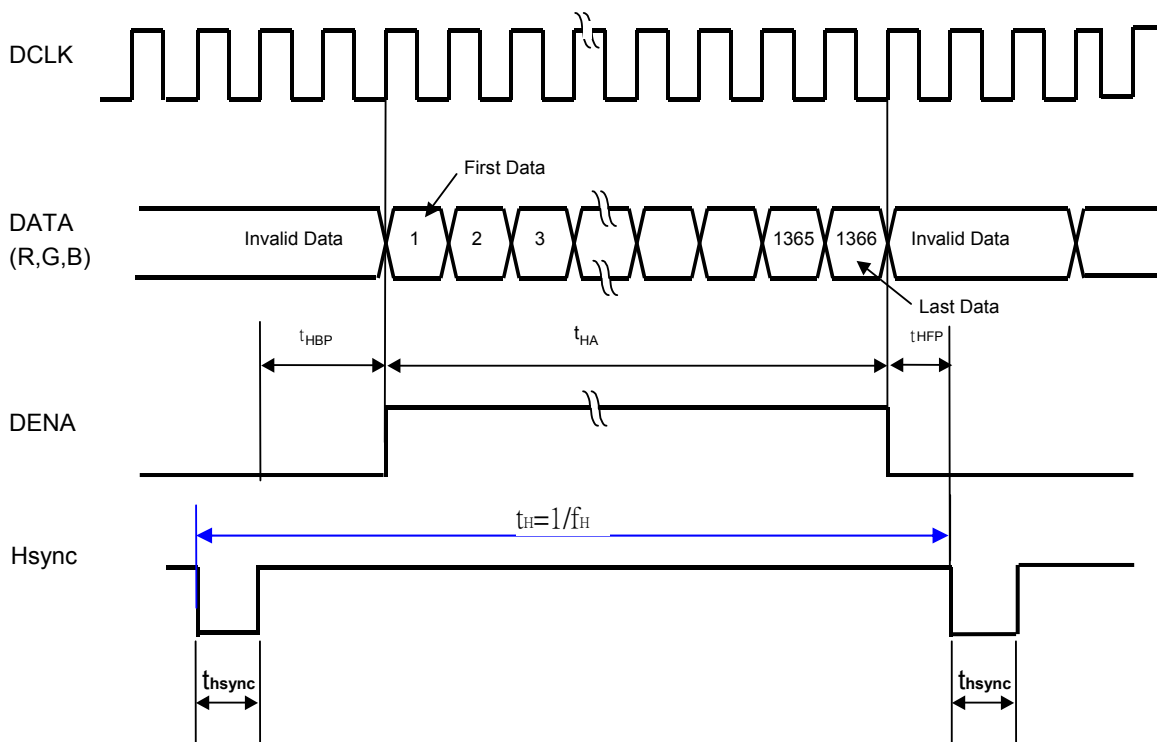 DCLK
First Data
DATA
(R,G,B)
Invalid Data
1
2
3
1365
1366
Invalid Data
Last Data
tHBP
tHA
tHFP
DENA
tH=1/fH
Hsync
thsync
thsync